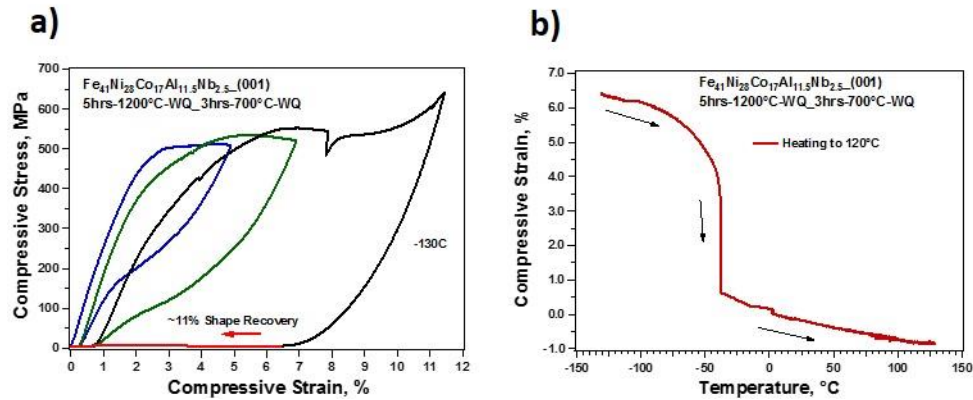 a)
Fe41Ni28Co17Al11.5Nb2.5_(001)
5hrs-1200°C-WQ_3hrs-700°C-WQ
700
600
500
400
300
200
100
0
Compressive Stress, MPa
-130C
~11% Shape Recovery
0 1 2 3 4 5 6 7 8 9 10 11 12
Compressive Strain, %
b)
Fe41Ni28Co17Al11.5Nb2.5_(001)
5hrs-1200°C-WQ_3hrs-700°C-WQ
Heating to 120°C
7.0
6.0
5.0
4.0
3.0
2.0
1.0
0.0
-1.0
Compressive Strain, %
-150 -100 -50 0 50 100 150
Temperature, °C